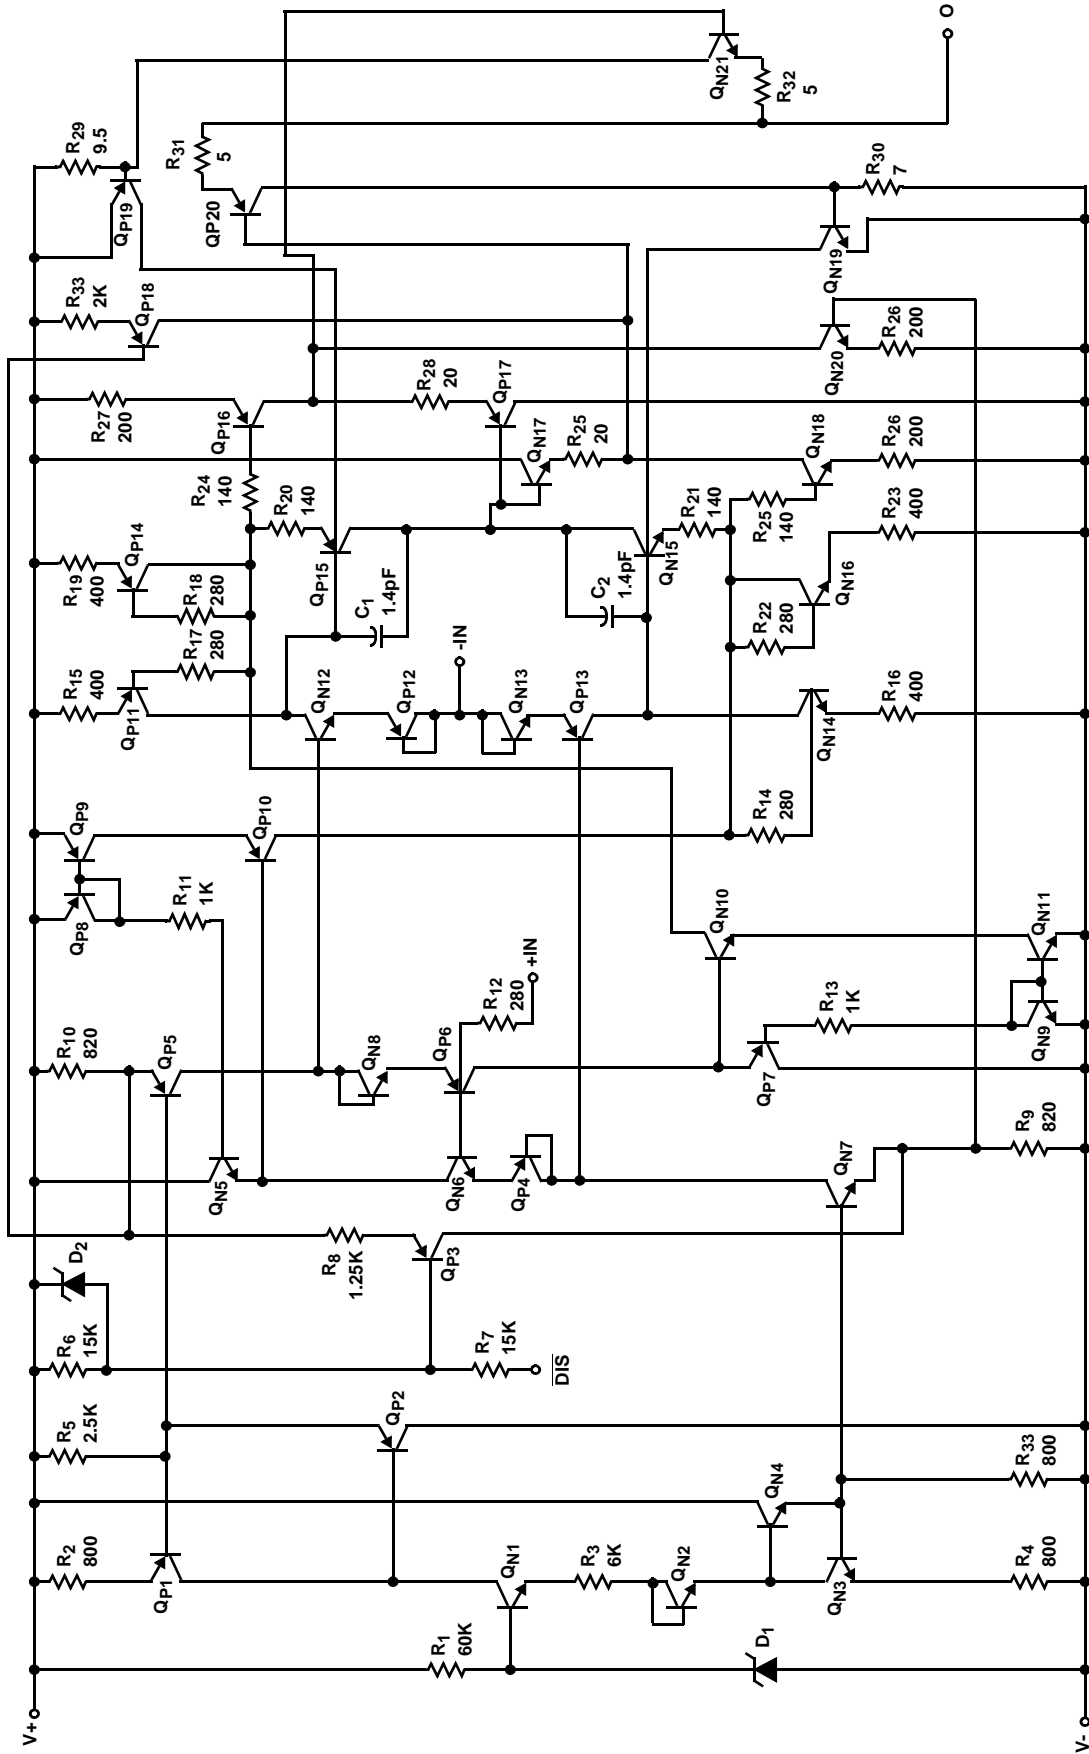 V+
R1
60K
D1
V-
R2
800
QP1
QN1
R3
6K
QN2
QN3
R4
800
QN4
R33
800
R5
2.5K
QP2
R6
15K
D2
R7
15K
DIS
R8
1.25K
QP3
R10
820
QP5
QN5
QN8
QP6
QN6
QP4
R12
280
+IN
QN7
R9
820
QP7
R13
1K
QN9
QN11
QN10
QP8
QP9
R11
1K
QP10
R14
280
R15
400
QP11
R17
280
R18
280
R19
400
QP14
QN12
QP12
-IN
QN13
QP13
QN14
R16
400
C1
1.4pF
C2
1.4pF
R24
140
R20
140
QP15
QN15
R21
140
R22
280
QN16
R25
140
QN18
R23
400
R26
200
R27
200
QP16
R28
20
QP17
QN17
R25
20
R33
2K
QP18
QN20
R26
200
R29
9.5
QP19
R31
5
QP20
QN19
R30
7
QN21
R32
5
O